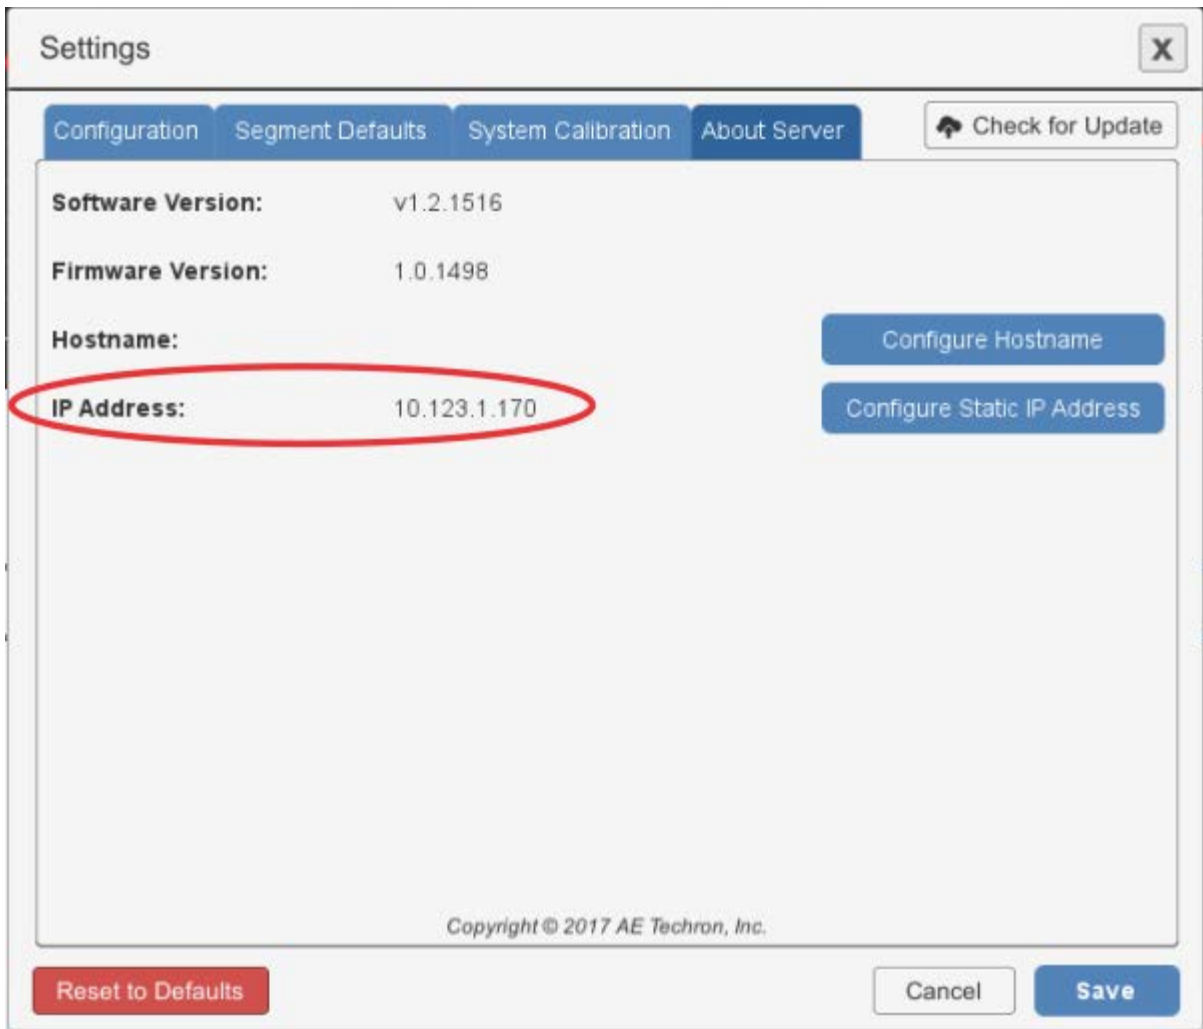 Settings
X
Configuration Segment Defaults System Calibration About Server Check for Update
Software Version: v1.2.1516
Firmware Version: 1.0.1498
Hostname: Configure Hostname
IP Address: 10.123.1.170 Configure Static IP Address
Copyright © 2017 AE Techron, Inc.
Reset to Defaults Cancel Save